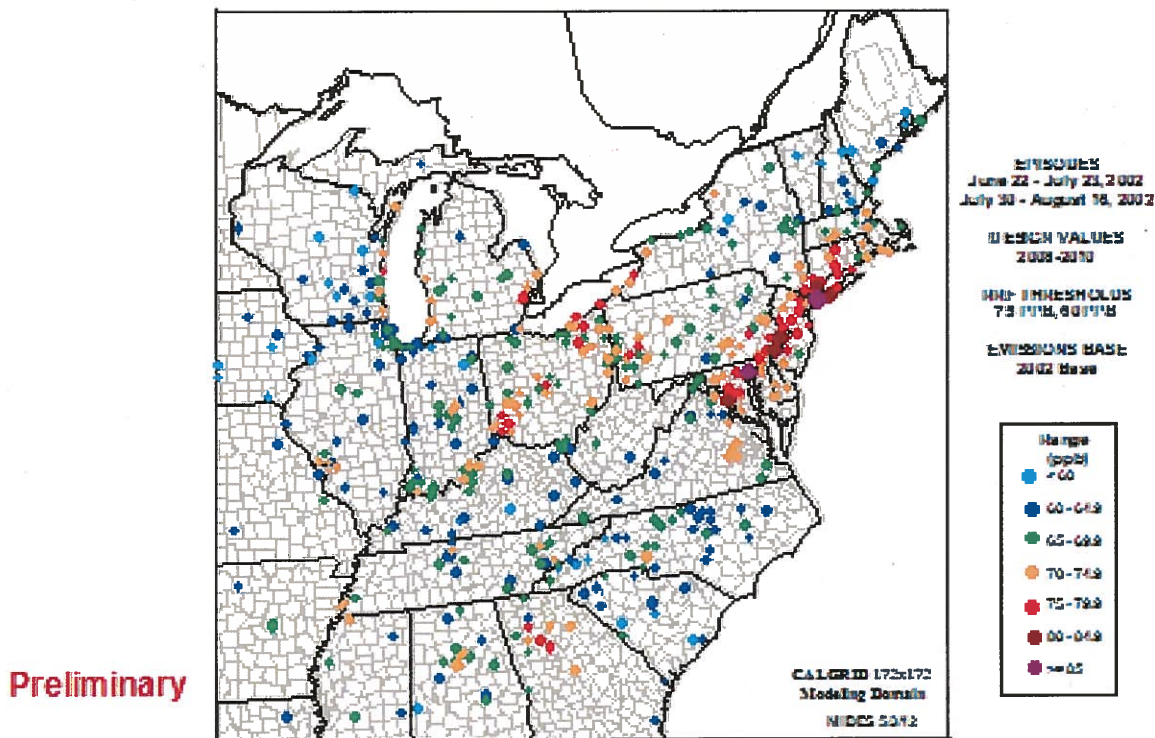 EPISODES
June 22 - July 23, 2002
July 30 - August 16, 2002
DESIGN VALUES
2008-2010
RRF THRESHOLDS
75 PPB, 60 PPB
EMISSIONS BASE
2002 Base
Range
(ppb)
<60
60 - 64.9
65 - 69.9
70 - 74.9
75 - 79.9
80 - 84.9
>=85
CALGRID 172x172
Modeling Domain
Preliminary